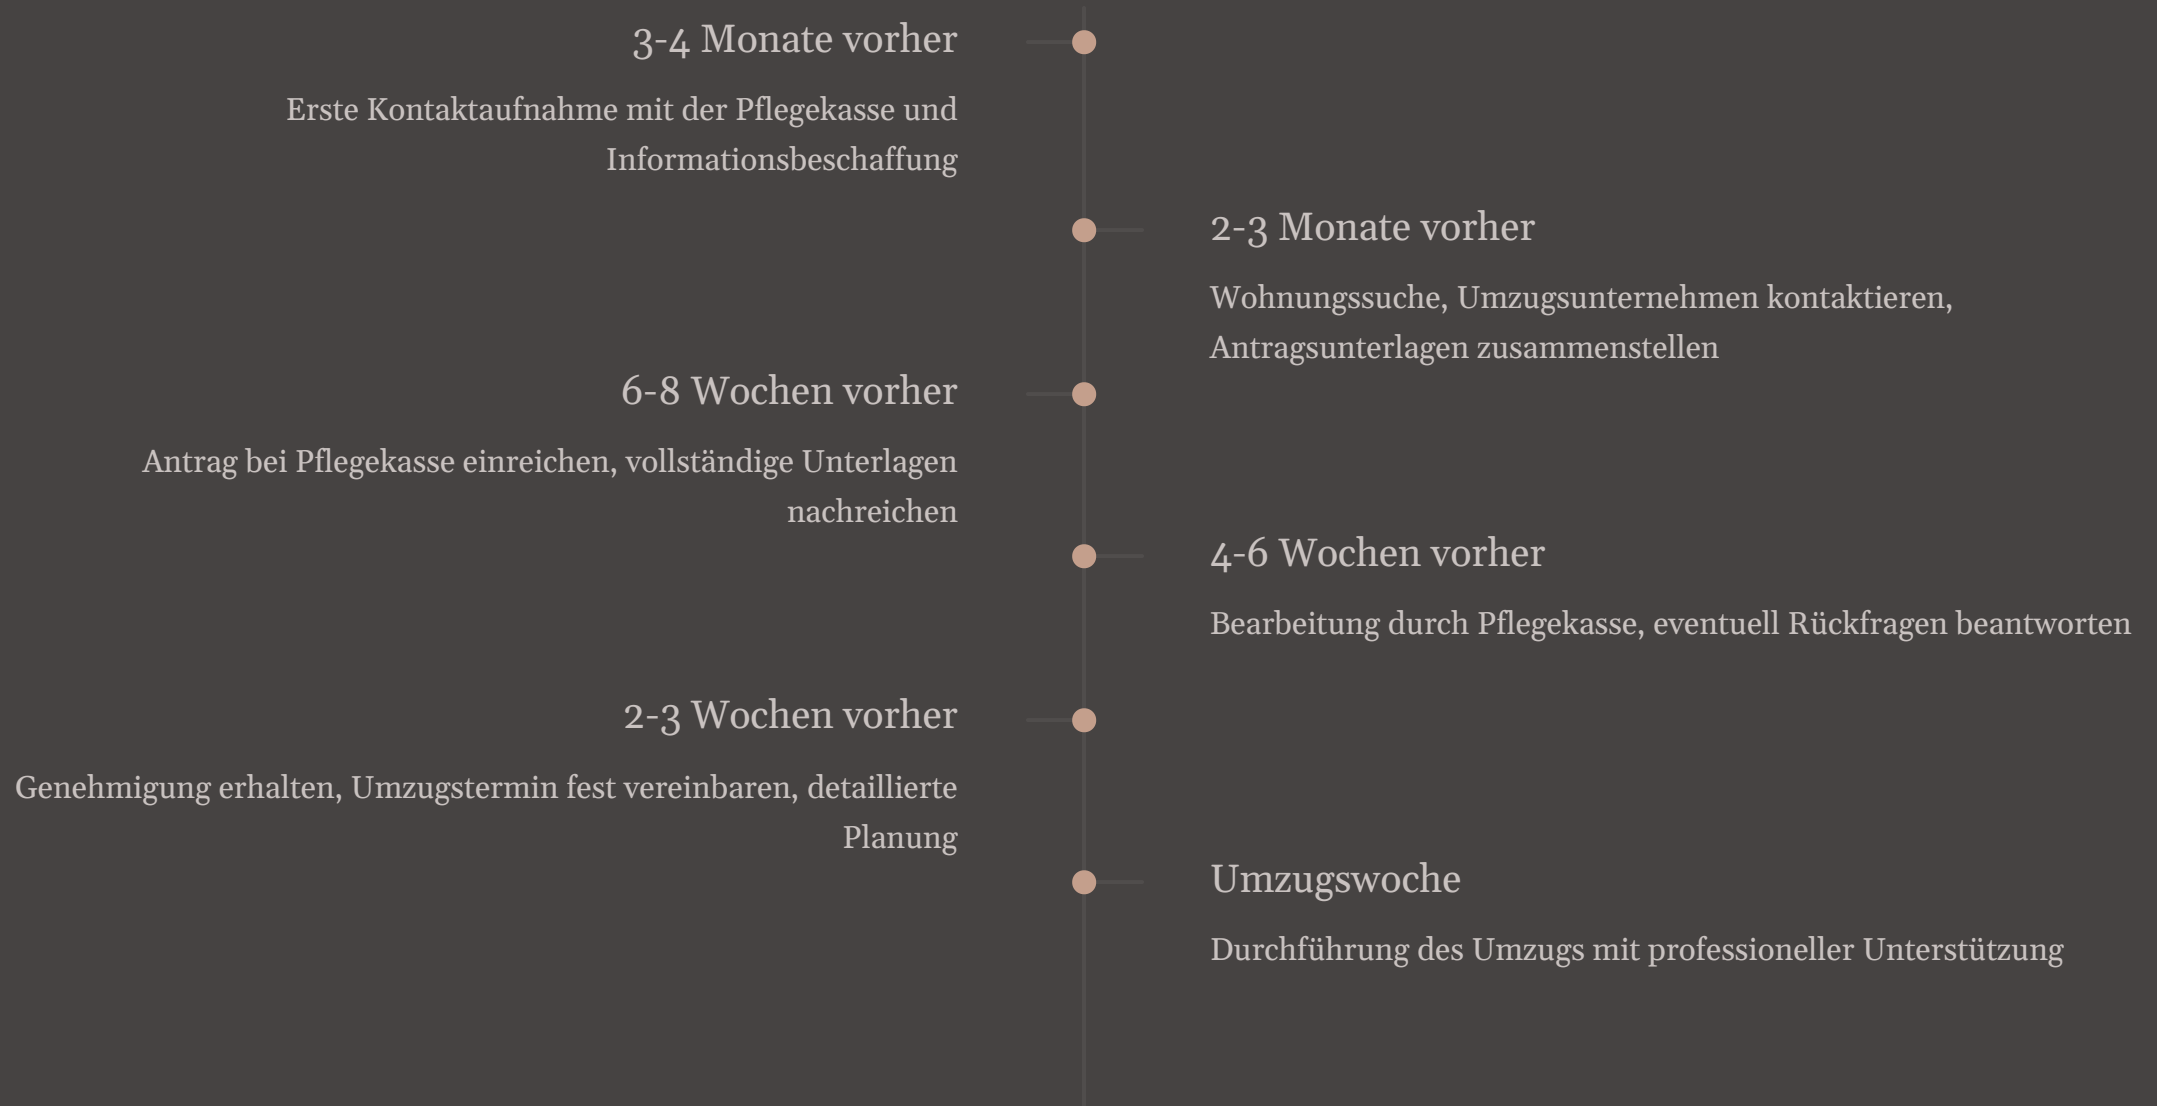 3-4 Monate vorher
Erste Kontaktaufnahme mit der Pflegekasse und
Informationsbeschaffung
2-3 Monate vorher
Wohnungssuche, Umzugsunternehmen kontaktieren,
Antragsunterlagen zusammenstellen
6-8 Wochen vorher
Antrag bei Pflegekasse einreichen, vollständige Unterlagen
nachreichen
4-6 Wochen vorher
Bearbeitung durch Pflegekasse, eventuell Rückfragen beantworten
2-3 Wochen vorher
Genehmigung erhalten, Umzugstermin fest vereinbaren, detaillierte
Planung
Umzugswoche
Durchführung des Umzugs mit professioneller Unterstützung